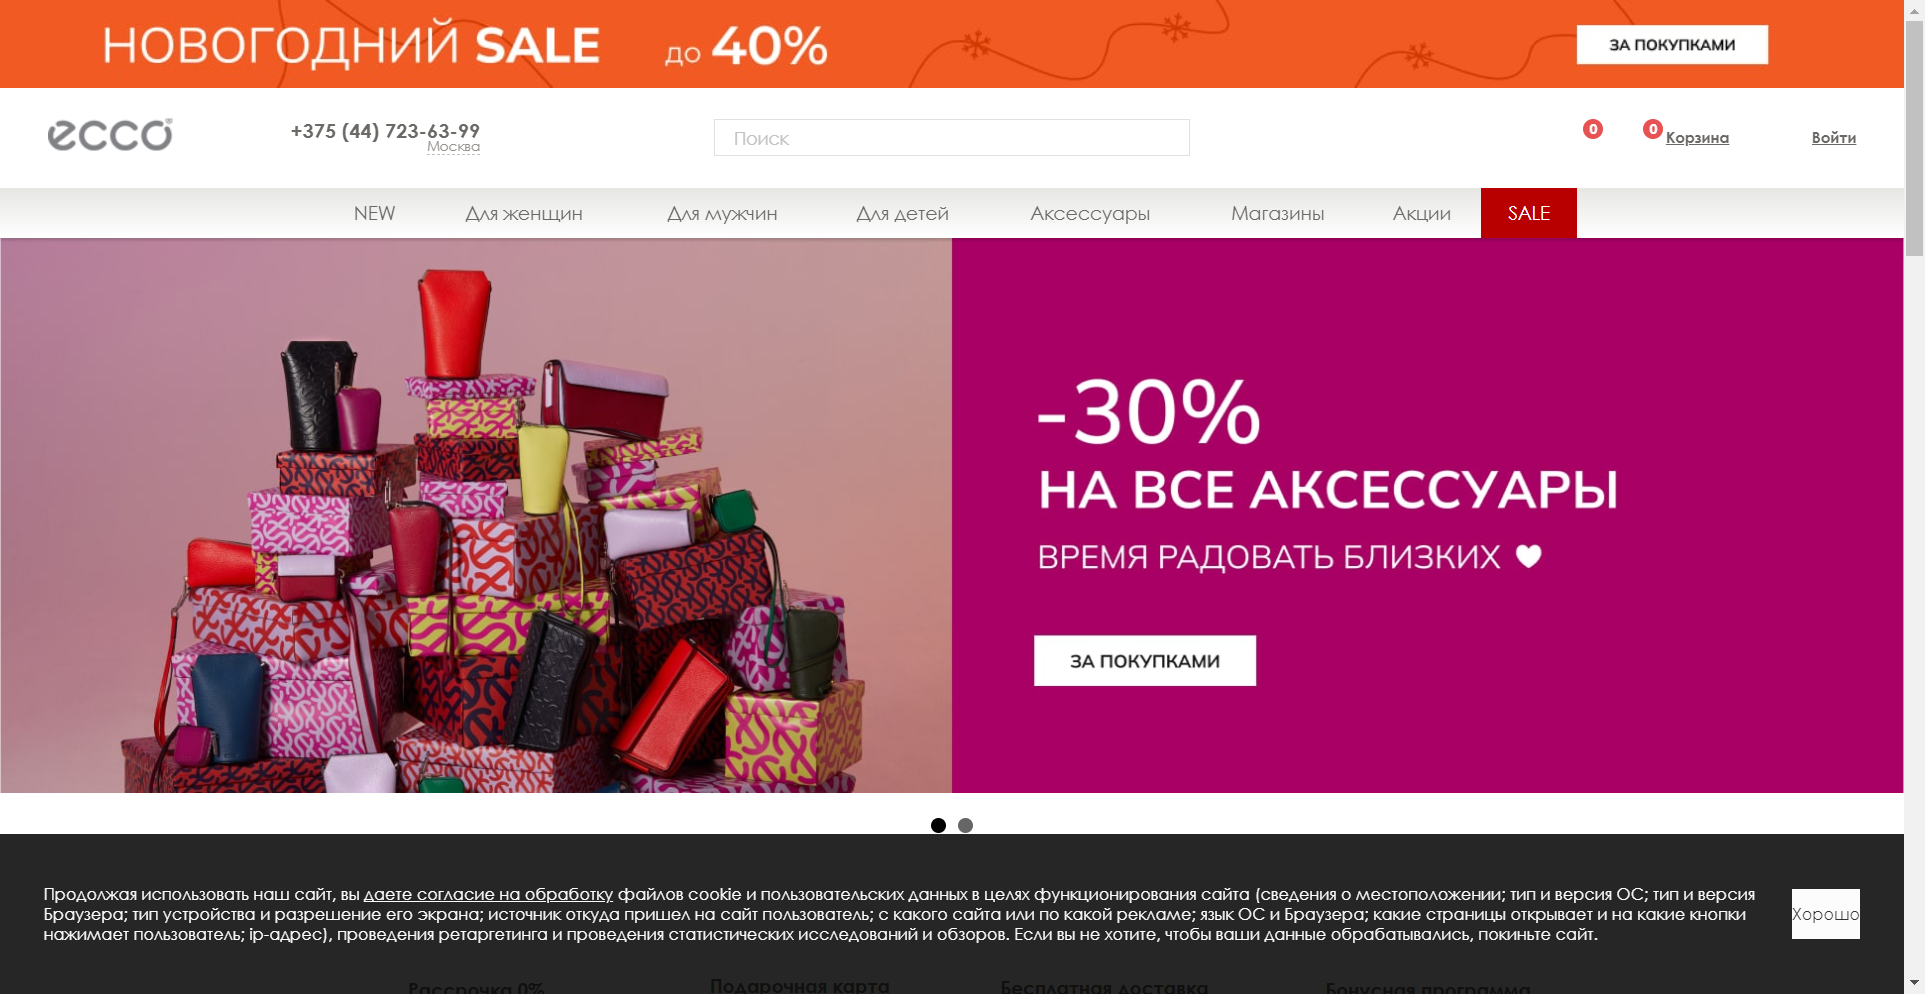 НОВОГОДНИЙ SALE до 40%
ЗА ПОКУПКАМИ
ecco
+375 (44) 723-63-99
Москва
Поиск
0
0 Корзина
Войти
NEW Для женщин Для мужчин Для детей Аксессуары Магазины Акции SALE
-30%
НА ВСЕ АКСЕССУАРЫ
ВРЕМЯ РАДОВАТЬ БЛИЗКИХ
ЗА ПОКУПКАМИ
Продолжая использовать наш сайт, вы даете согласие на обработку файлов cookie и пользовательских данных в целях функционирования сайта (сведения о местоположении; тип и версия ОС; тип и версия
Браузера; тип устройства и разрешение его экрана; источник откуда пришел на сайт пользователь; с какого сайта или по какой рекламе; язык ОС и Браузера; какие страницы открывает и на какие кнопки
нажимает пользователь; ip-адрес), проведения ретаргетинга и проведения статистических исследований и обзоров. Если вы не хотите, чтобы ваши данные обрабатывались, покиньте сайт.
Хорошо
Рассрочка 0% Подарочная карта Бесплатная доставка Бонусная программа